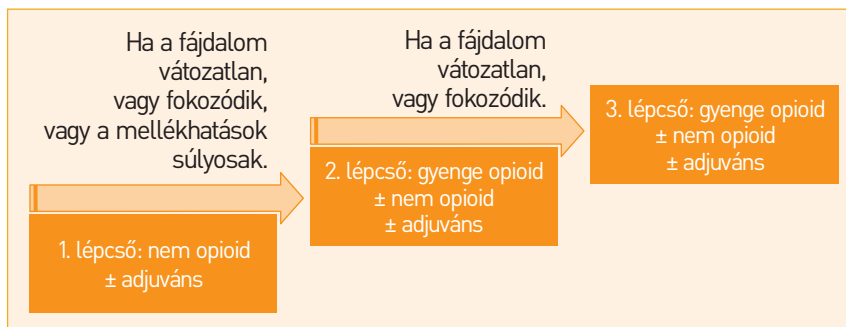 Ha a fájdalom
vátozatlan,
vagy fokozódik,
vagy a mellékhatások
súlyosak.
1. lépcső: nem opioid
± adjuváns
Ha a fájdalom
vátozatlan,
vagy fokozódik.
2. lépcső: gyenge opioid
± nem opioid
± adjuváns
3. lépcső: gyenge opioid
± nem opioid
± adjuváns